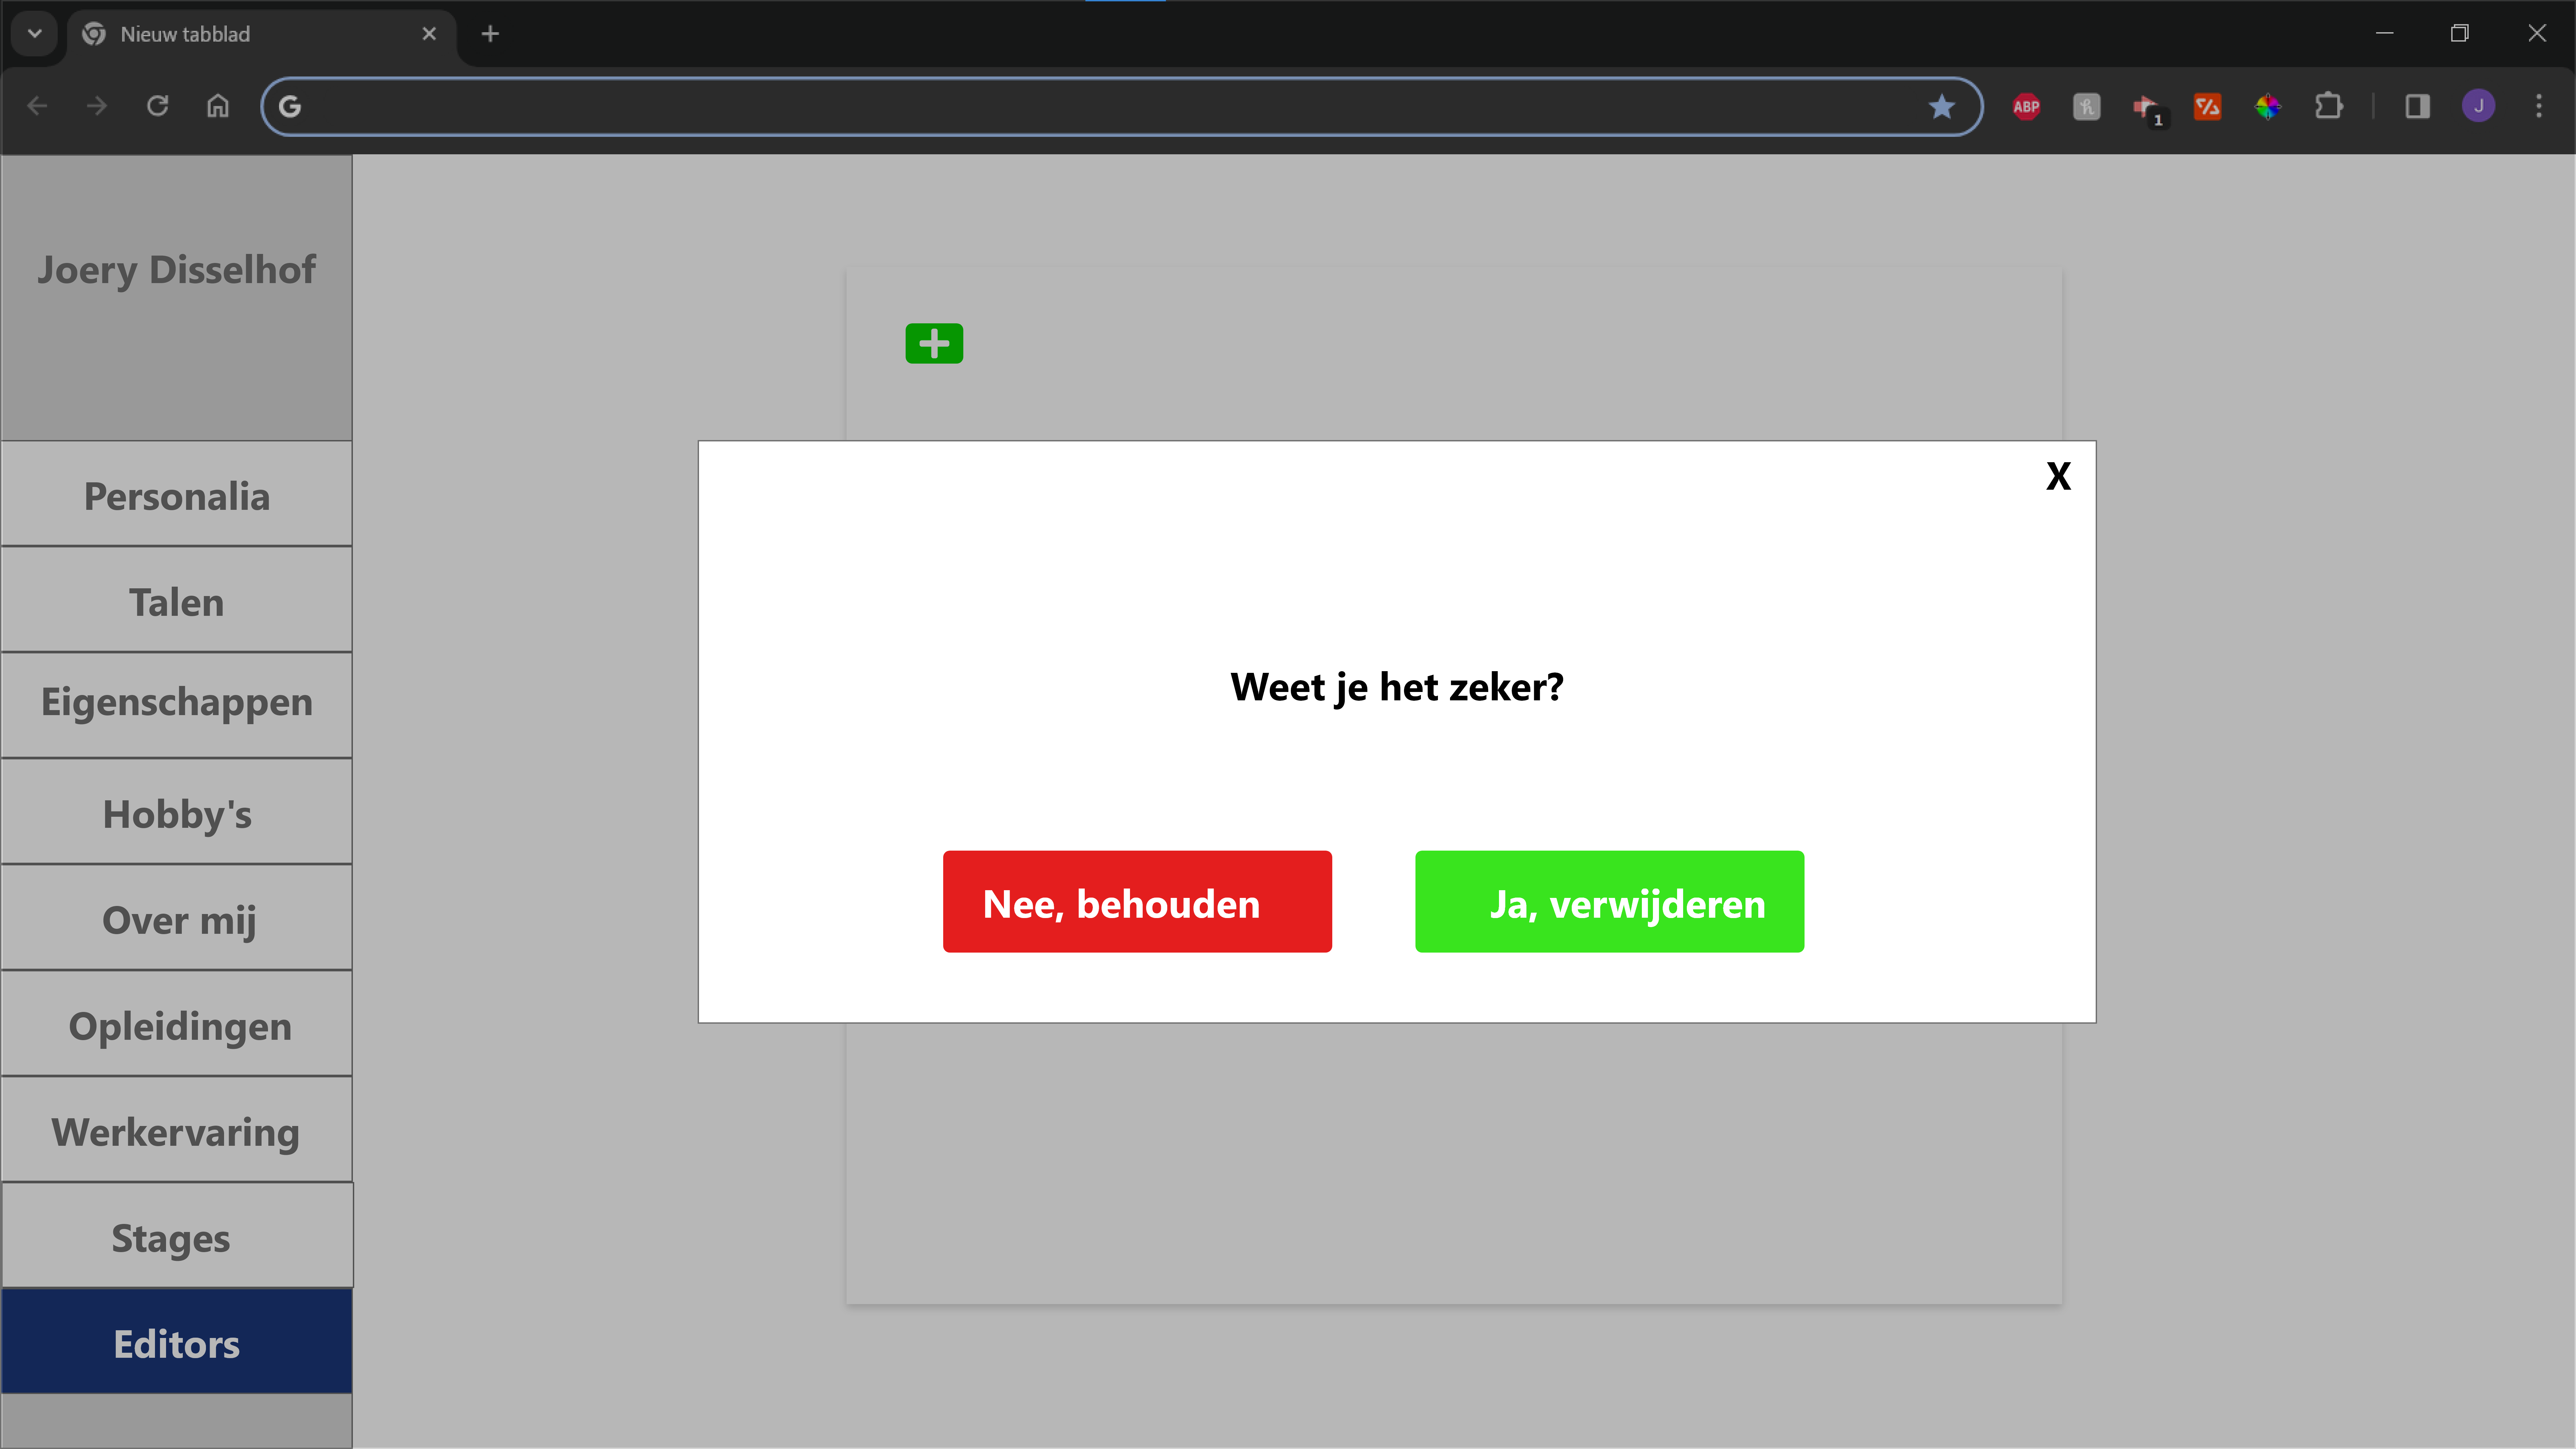 Nieuw tabblad
ABP
1
J
Joery Disselhof
Personalia
Talen
Eigenschappen
Hobby's
Over mij
Opleidingen
Werkervaring
Stages
Editors
X
Weet je het zeker?
Nee, behouden
Ja, verwijderen